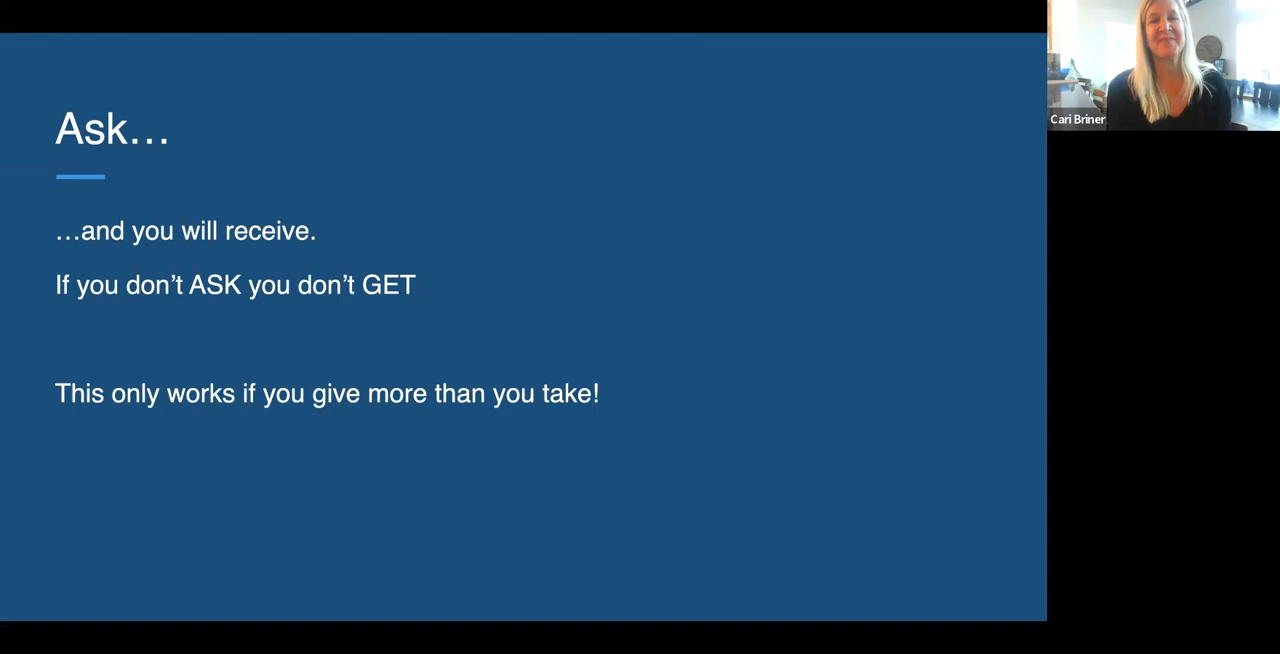 Ask…
…and you will receive.
If you don’t ASK you don’t GET
This only works if you give more than you take!
Cari Briner